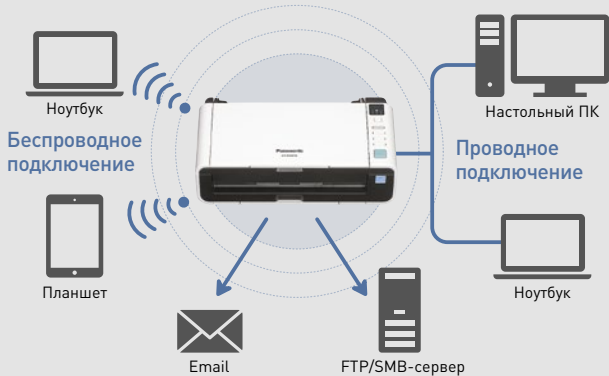 Ноутбук
Беспроводное
подключение
Планшет
Panasonic
Настольный ПК
Проводное
подключение
Ноутбук
Email
FTP/SMB-сервер